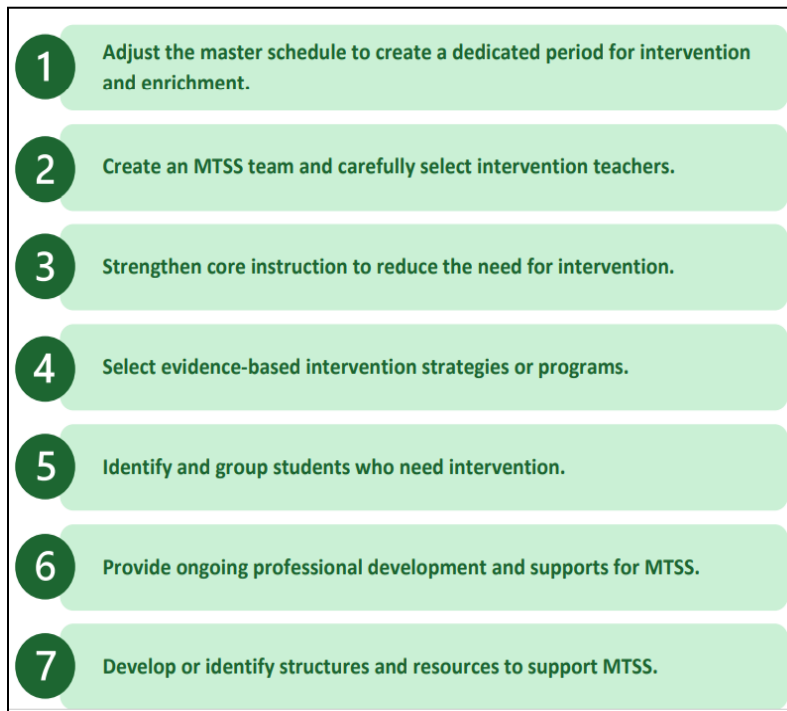 1
Adjust the master schedule to create a dedicated period for intervention
and enrichment.
2
Create an MTSS team and carefully select intervention teachers.
3
Strengthen core instruction to reduce the need for intervention.
4
Select evidence-based intervention strategies or programs.
5
Identify and group students who need intervention.
6
Provide ongoing professional development and supports for MTSS.
7
Develop or identify structures and resources to support MTSS.